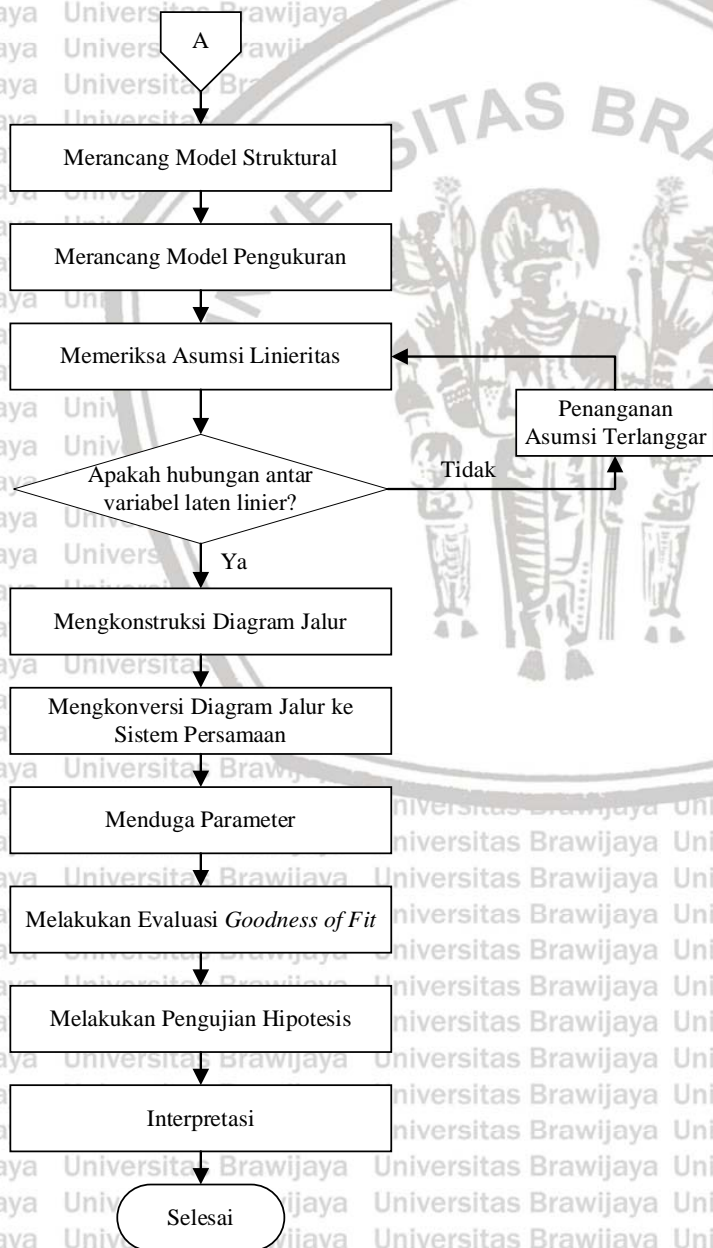 A
Merancang Model Struktural
Merancang Model Pengukuran
Memeriksa Asumsi Linieritas
Penanganan
Asumsi Terlanggar
Apakah hubungan antar
variabel laten linier?
Tidak
Ya
Mengkonstruksi Diagram Jalur
Mengkonversi Diagram Jalur ke
Sistem Persamaan
Menduga Parameter
Melakukan Evaluasi Goodness of Fit
Melakukan Pengujian Hipotesis
Interpretasi
Selesai